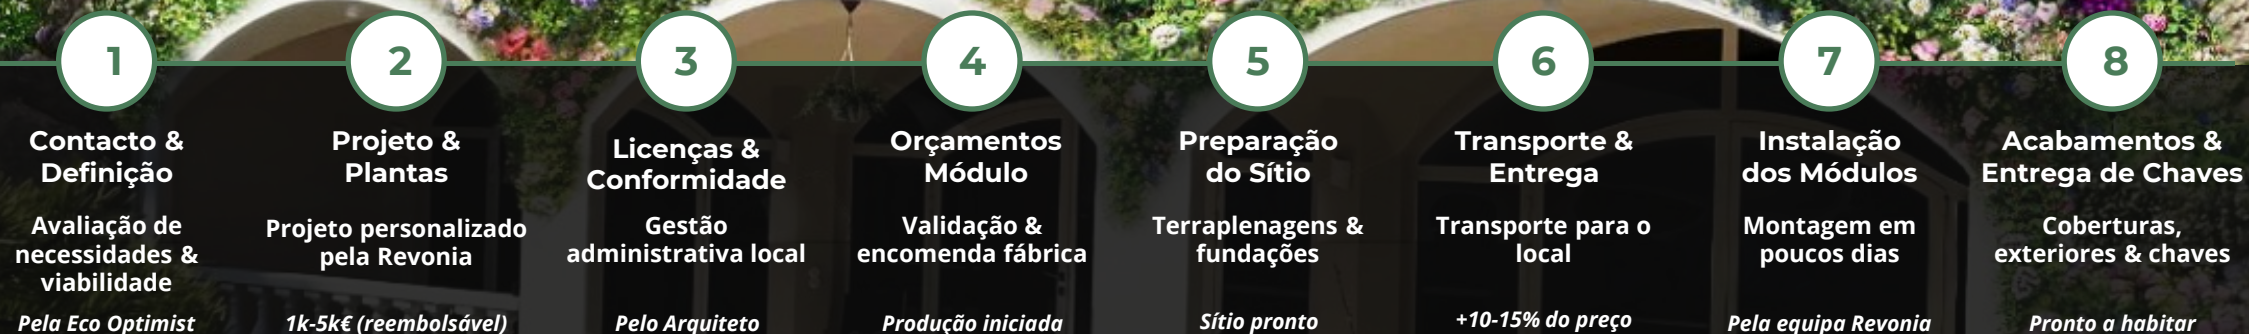 1
Contacto &
Definição
Avaliação de
necessidades &
viabilidade
Pela Eco Optimist
2
Projeto &
Plantas
Projeto personalizado
pela Revonia
1k-5k€ (reembolsável)
3
Licenças &
Conformidade
Gestão
administrativa local
Pelo Arquiteto
4
Orçamentos
Módulo
Validação &
encomenda fábrica
Produção iniciada
5
Preparação
do Sítio
Terraplenagens &
fundações
Sítio pronto
6
Transporte &
Entrega
Transporte para o
local
+10-15% do preço
7
Instalação
dos Módulos
Montagem em
poucos dias
Pela equipa Revonia
8
Acabamentos &
Entrega de Chaves
Coberturas,
exteriores & chaves
Pronto a habitar